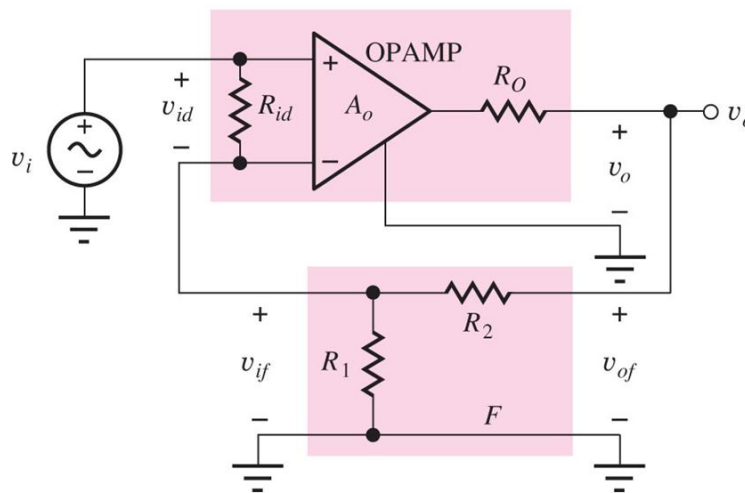 OPAMP
+
+
R_O
v_id
R_id
A_o
+
v_i
−
−
−
+
v_o
−
+
R_2
+
v_if
R_1
v_of
−
F
−